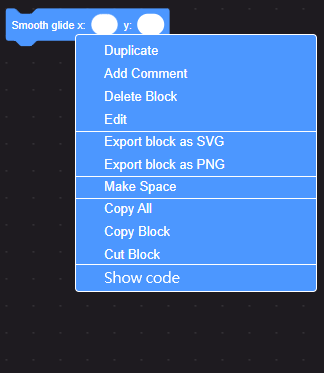 Smooth glide x: y:
Duplicate
Add Comment
Delete Block
Edit
Export block as SVG
Export block as PNG
Make Space
Copy All
Copy Block
Cut Block
Show code